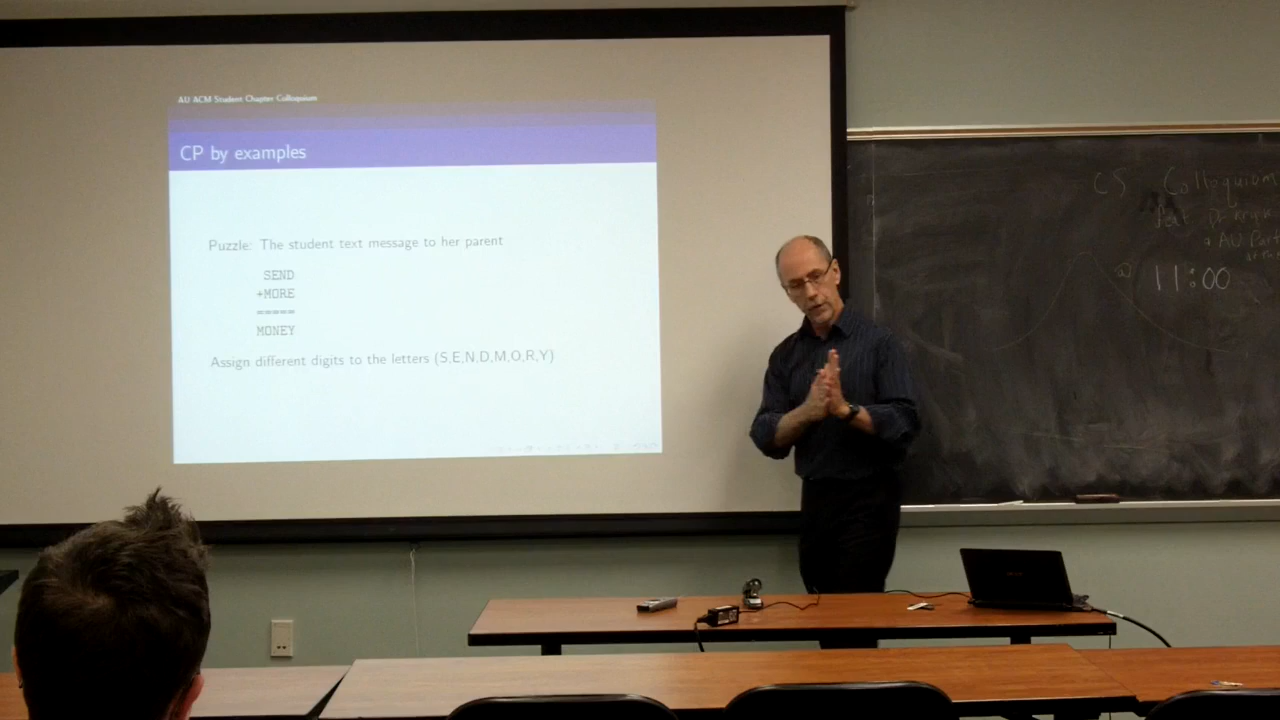 AU ACM Student Chapter Colloquium
CP by examples
Puzzle: The student text message to her parent
SEND
+MORE
=====
MONEY
Assign different digits to the letters (S,E,N,D,M,O,R,Y)
CS Colloquium
AU
@ 11:00